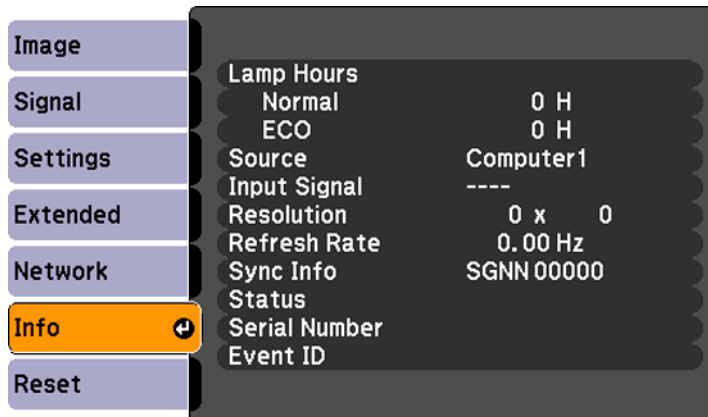 Image
Signal
Settings
Extended
Network
Info
Reset
Lamp Hours
Normal 0 H
ECO 0 H
Source Computer1
Input Signal ----
Resolution 0 x 0
Refresh Rate 0.00 Hz
Sync Info SGNN 00000
Status
Serial Number
Event ID